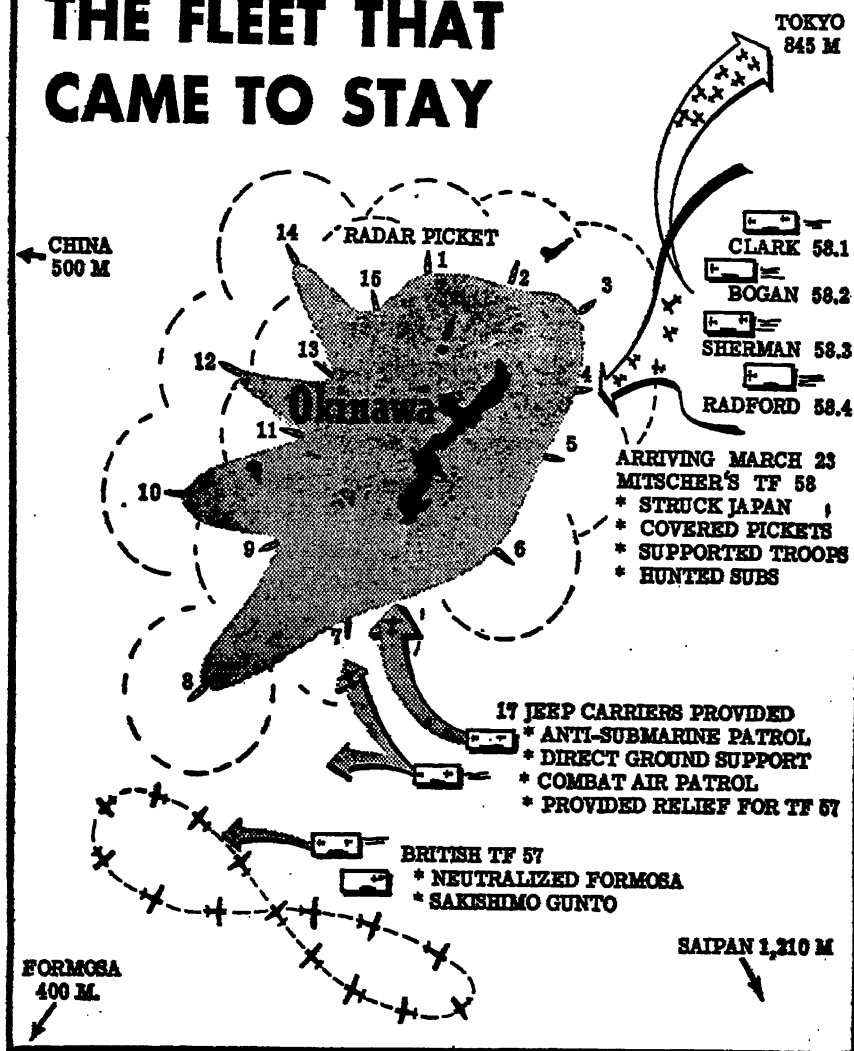 THE FLEET THAT
CAME TO STAY
TOKYO
845 M
CHINA
500 M
14
RADAR PICKET
1
15
2
3
CLARK 58.1
BOGAN 58.2
SHERMAN 58.3
RADFORD 58.4
13
12
4
Okinawa
11
5
10
9
6
ARRIVING MARCH 23
MITSCHER'S TF 58
* STRUCK JAPAN
* COVERED PICKETS
* SUPPORTED TROOPS
* HUNTED SUBS
7
8
17 JEEP CARRIERS PROVIDED
* ANTI-SUBMARINE PATROL
* DIRECT GROUND SUPPORT
* COMBAT AIR PATROL
* PROVIDED RELIEF FOR TF 57
BRITISH TF 57
* NEUTRALIZED FORMOSA
* SAKISHIMO GUNTO
SAIPAN 1,210 M
FORMOSA
400 M.